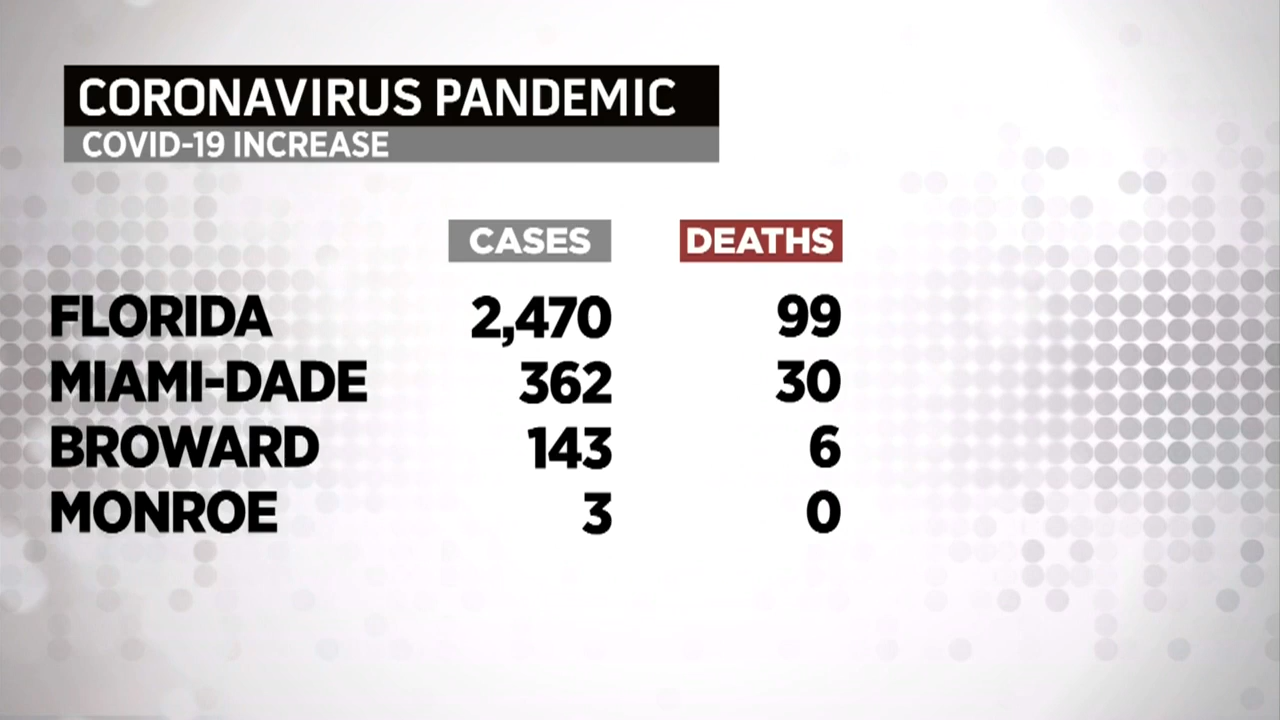 CORONAVIRUS PANDEMIC
COVID-19 INCREASE
CASES DEATHS
FLORIDA 2,470 99
MIAMI-DADE 362 30
BROWARD 143 6
MONROE 3 0